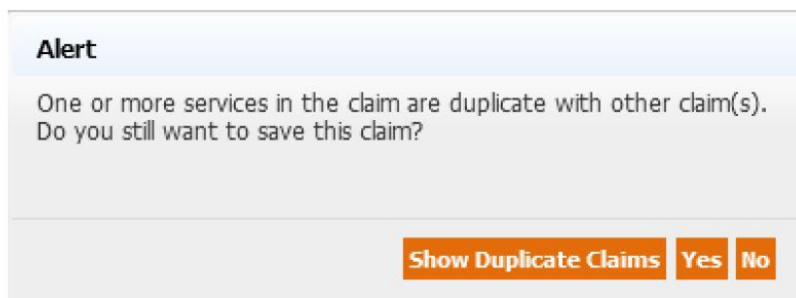 Alert
One or more services in the claim are duplicate with other claim(s).
Do you still want to save this claim?
Show Duplicate Claims Yes No